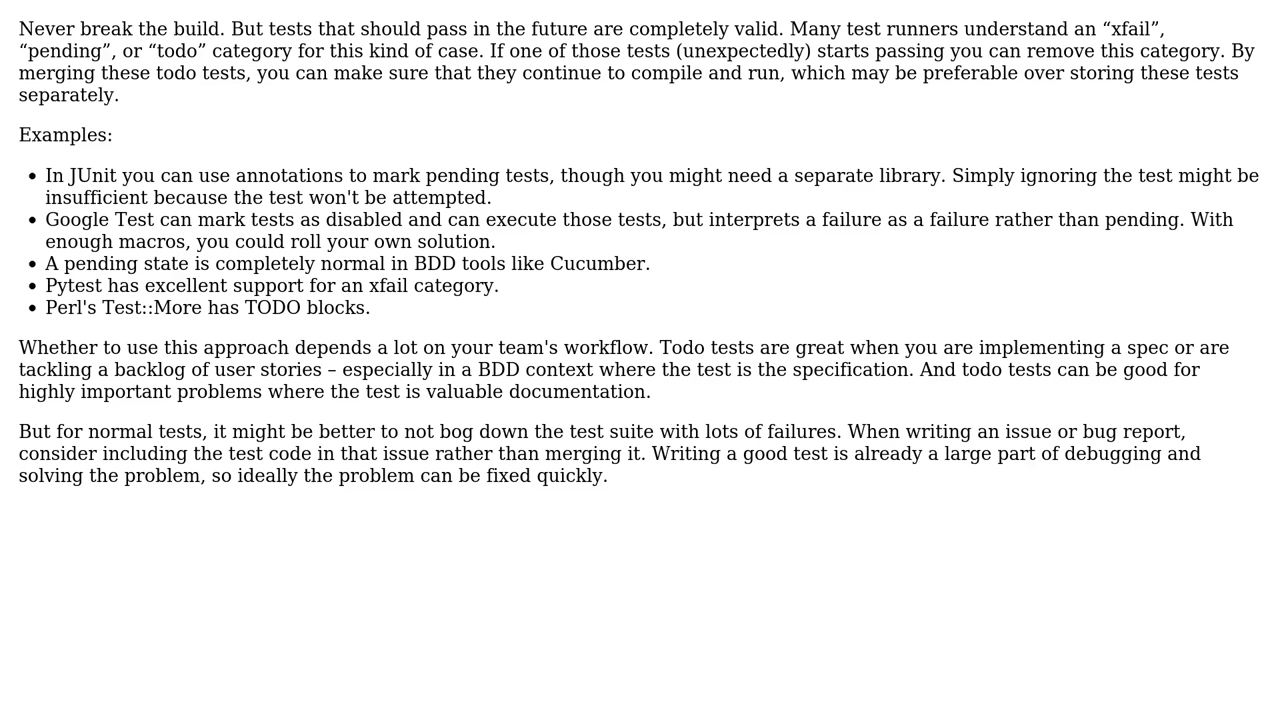 Never break the build. But tests that should pass in the future are completely valid. Many test runners understand an “xfail”,
“pending”, or “todo” category for this kind of case. If one of those tests (unexpectedly) starts passing you can remove this category. By
merging these todo tests, you can make sure that they continue to compile and run, which may be preferable over storing these tests
separately.
Examples:
• In JUnit you can use annotations to mark pending tests, though you might need a separate library. Simply ignoring the test might be
insufficient because the test won't be attempted.
• Google Test can mark tests as disabled and can execute those tests, but interprets a failure as a failure rather than pending. With
enough macros, you could roll your own solution.
• A pending state is completely normal in BDD tools like Cucumber.
• Pytest has excellent support for an xfail category.
• Perl's Test::More has TODO blocks.
Whether to use this approach depends a lot on your team's workflow. Todo tests are great when you are implementing a spec or are
tackling a backlog of user stories – especially in a BDD context where the test is the specification. And todo tests can be good for
highly important problems where the test is valuable documentation.
But for normal tests, it might be better to not bog down the test suite with lots of failures. When writing an issue or bug report,
consider including the test code in that issue rather than merging it. Writing a good test is already a large part of debugging and
solving the problem, so ideally the problem can be fixed quickly.